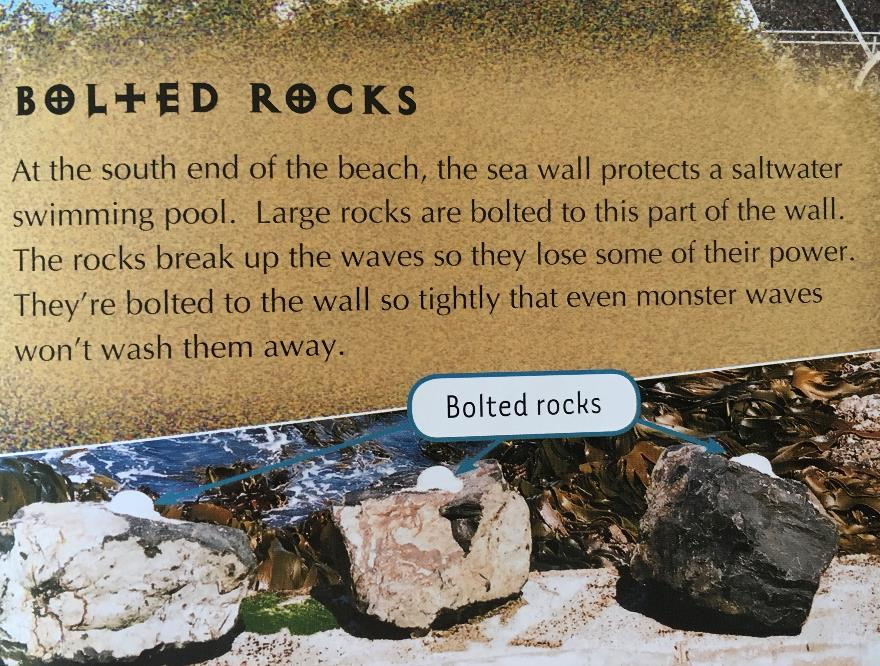 BOLTED ROCKS
At the south end of the beach, the sea wall protects a saltwater
swimming pool.  Large rocks are bolted to this part of the wall.
The rocks break up the waves so they lose some of their power.
They're bolted to the wall so tightly that even monster waves
won't wash them away.
Bolted rocks